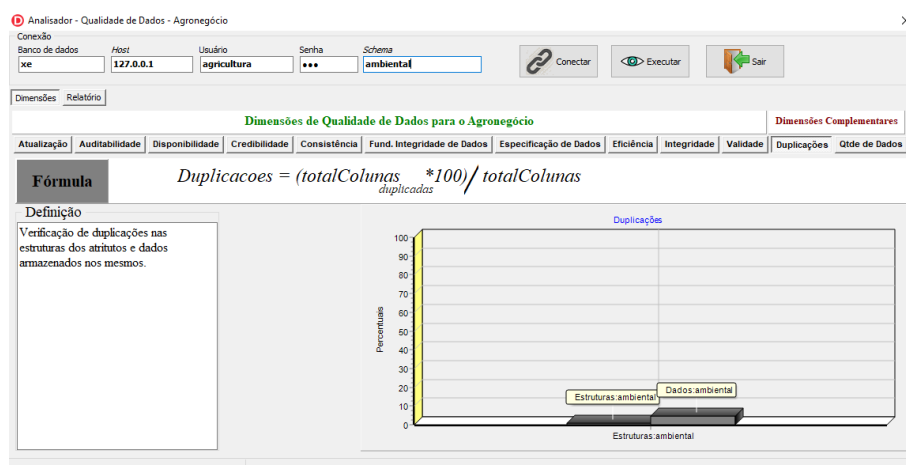 Analisador - Qualidade de Dados - Agronegócio
Conexão
Banco de dados Host Usuário Senha Schema
xe 127.0.0.1 agricultura ●●● ambiental Conectar Executar Sair
Dimensões Relatório
Dimensões de Qualidade de Dados para o Agronegócio Dimensões Complementares
Atualização Auditabilidade Disponibilidade Credibilidade Consistência Fund. Integridade de Dados Especificação de Dados Eficiência Integridade Validade Duplicações Qtde de Dados
Fórmula Duplicacoes = (totalColunas duplicadas *100)/ totalColunas
Definição
Verificação de duplicações nas
estruturas dos atritutos e dados
armazenados nos mesmos.
Duplicações
100
90
80
70
60
50
40
30
20
10
0
Percentuais
Estruturas:ambiental Dados:ambiental
Estruturas:ambiental